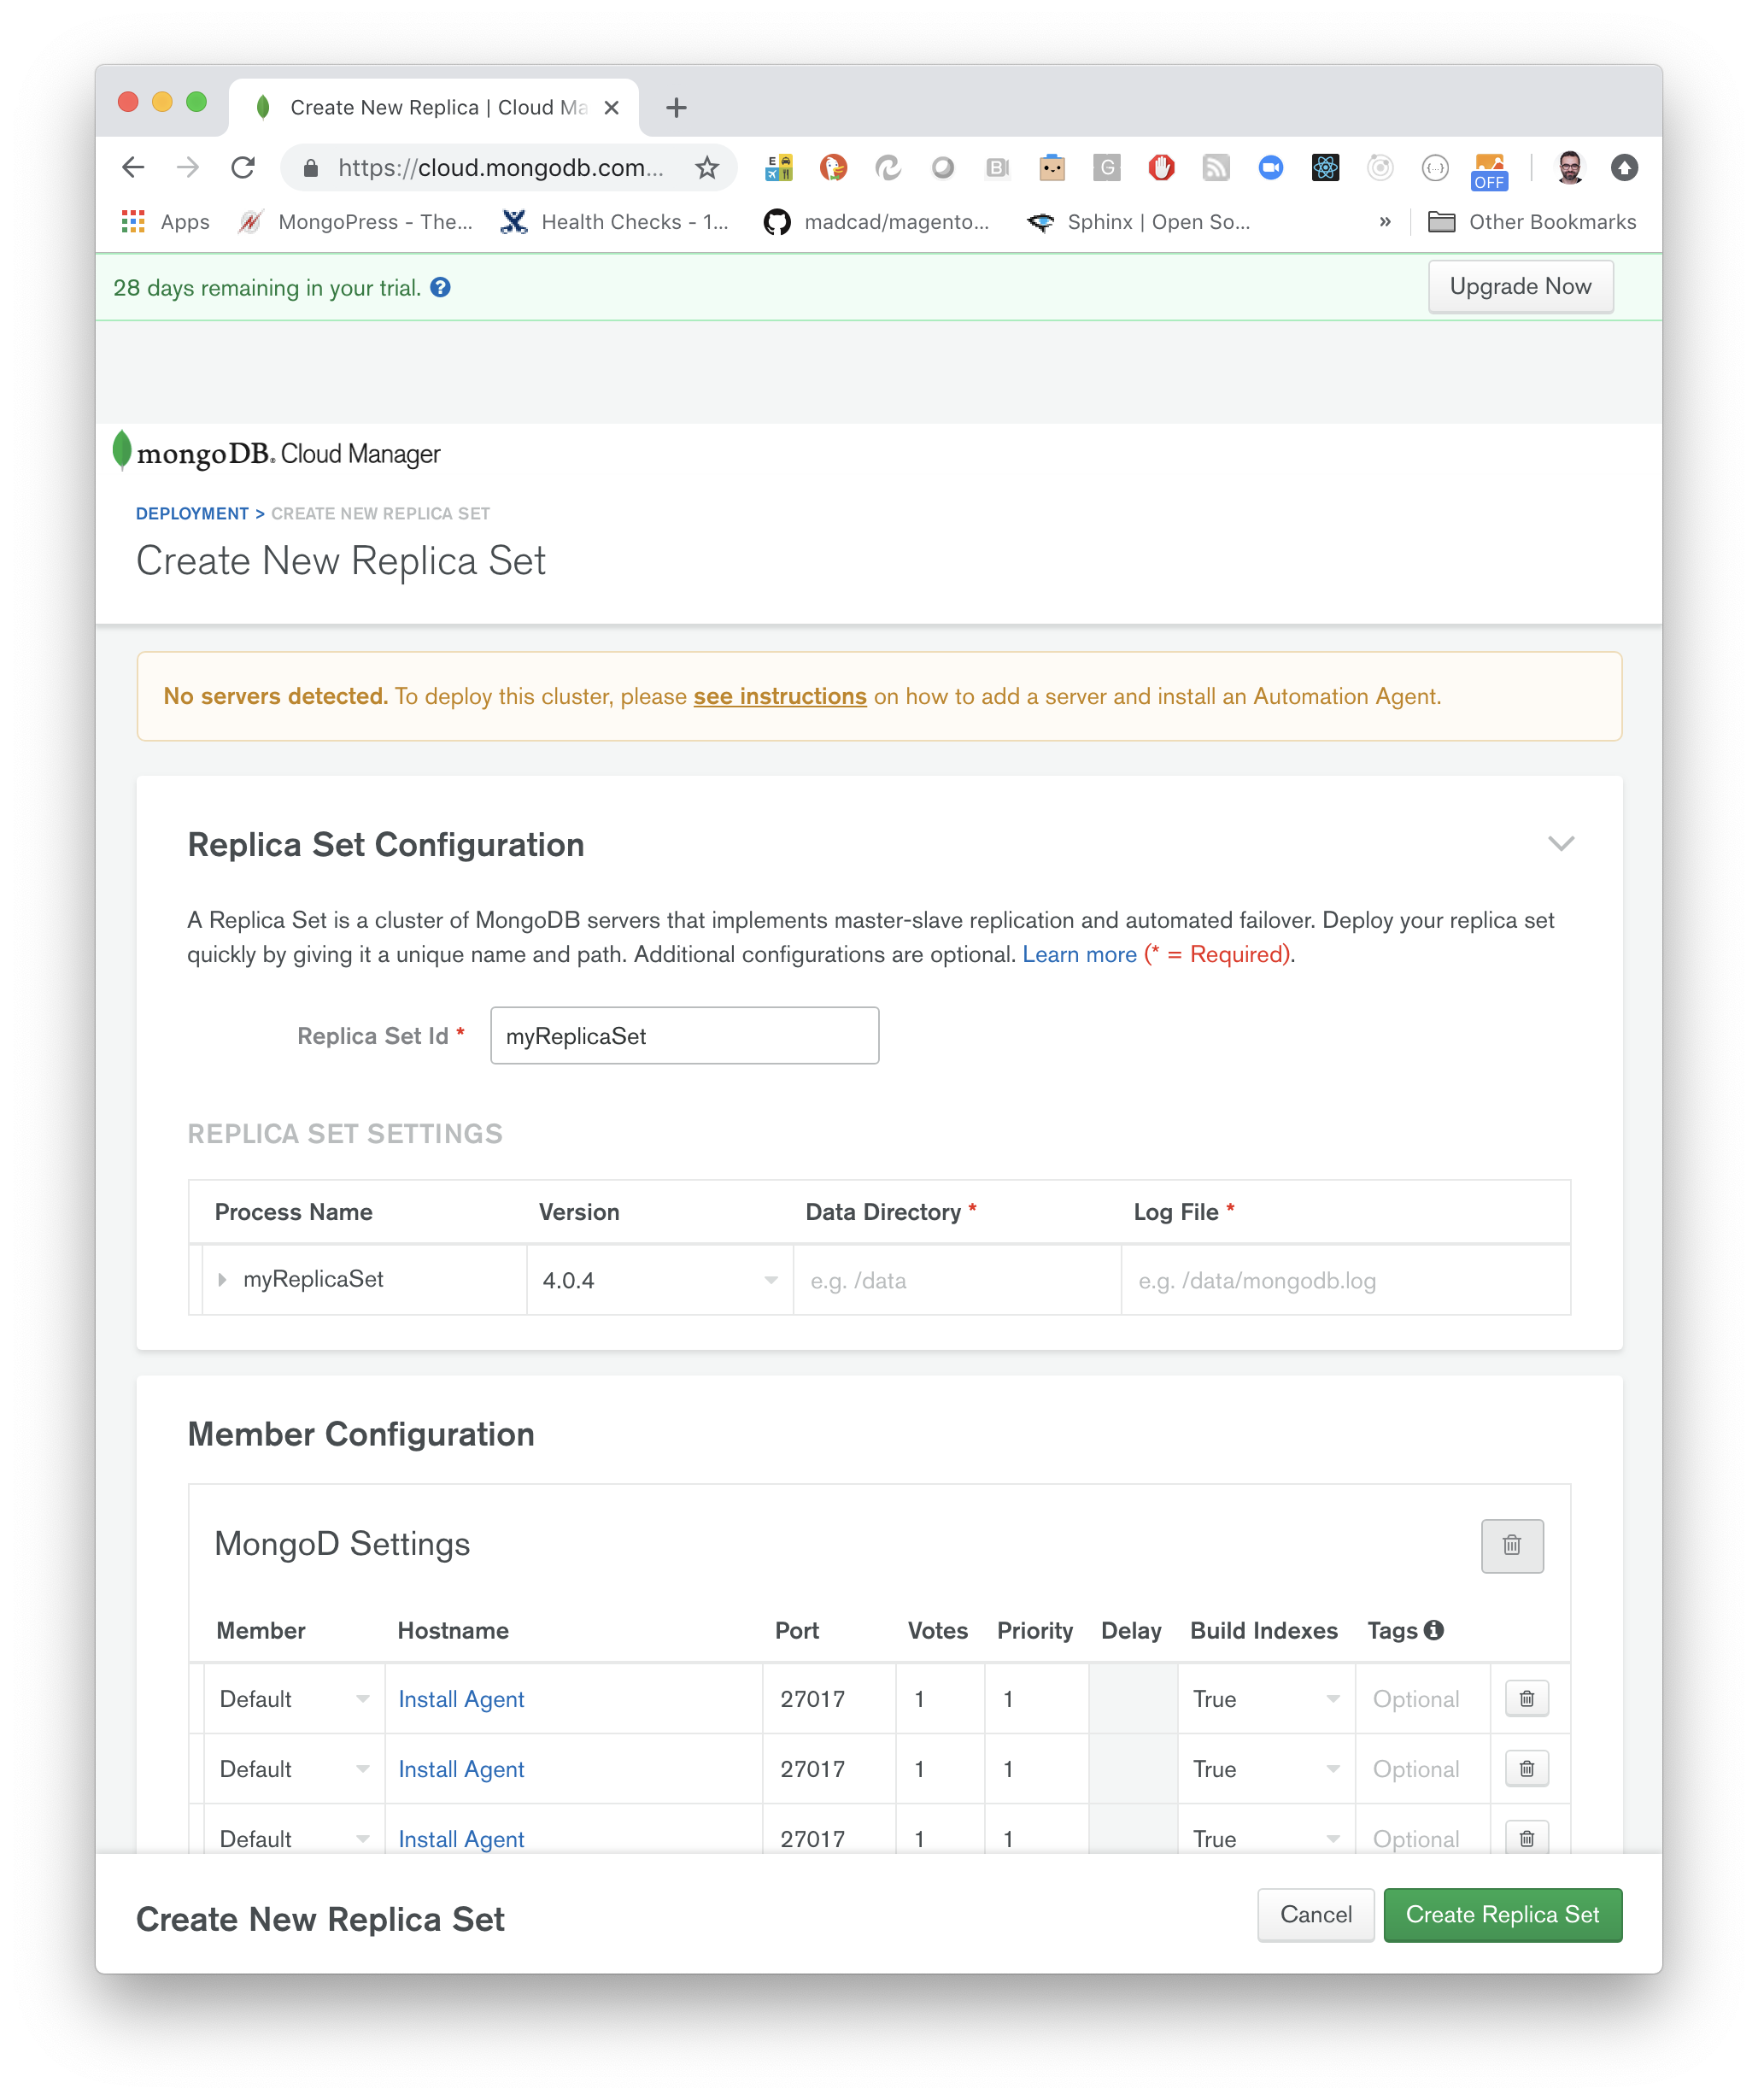 Create New Replica | Cloud Ma
https://cloud.mongodb.com...
OFF
Apps MongoPress - The... Health Checks - 1... madcad/magento... Sphinx | Open So... » Other Bookmarks
28 days remaining in your trial. ? Upgrade Now
mongoDB. Cloud Manager
DEPLOYMENT > CREATE NEW REPLICA SET
Create New Replica Set
No servers detected. To deploy this cluster, please see instructions on how to add a server and install an Automation Agent.
Replica Set Configuration
A Replica Set is a cluster of MongoDB servers that implements master-slave replication and automated failover. Deploy your replica set
quickly by giving it a unique name and path. Additional configurations are optional. Learn more (* = Required).
Replica Set Id * myReplicaSet
REPLICA SET SETTINGS
Process Name Version Data Directory * Log File *
myReplicaSet 4.0.4 e.g. /data e.g. /data/mongodb.log
Member Configuration
MongoD Settings
Member Hostname Port Votes Priority Delay Build Indexes Tags
Default Install Agent 27017 1 1 True Optional
Default Install Agent 27017 1 1 True Optional
Default Install Agent 27017 1 1 True Optional
Create New Replica Set Cancel Create Replica Set